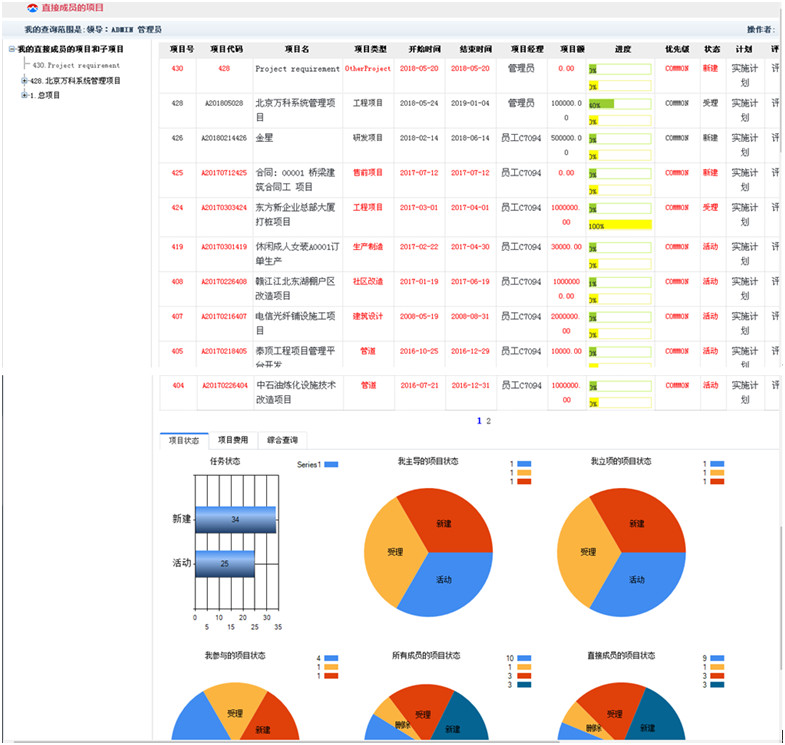 直接成员的项目
我的查询范围是:领导：ADMIN 管理员 操作者:
我的直接成员的项目和子项目
430.Project requirement
428.北京万科系统管理项目
1.总项目
项目号 项目代码 项目名 项目类型 开始时间 结束时间 项目经理 项目额 进度 优先级 状态 计划 评
430 428 Project requirement OtherProject 2018-05-20 2018-05-20 管理员 0.00 0% COMMON 新建 实施计 评
0% 划
428 A201805028 北京万科系统管理项 工程项目 2018-05-24 2019-01-04 管理员 100000.0 40% COMMON 受理 实施计 评
目 0 0% 划
426 A20180214426 金星 研发项目 2018-02-14 2018-06-14 员工C7094 500000.0 0% COMMON 新建 实施计 评
0 0% 划
425 A20170712425 合同：00001 桥梁建 售前项目 2017-07-12 2017-07-12 员工C7094 0.00 0% COMMON 新建 实施计 评
筑合同工 项目 0% 划
424 A20170303424 东方新企业总部大厦 工程项目 2017-03-01 2017-04-01 员工C7094 1000000. 0% COMMON 受理 实施计 评
打桩项目 00 100% 划
419 A20170301419 休闲成人女装A0001订 生产制造 2017-02-22 2017-04-30 员工C7094 30000.00 0% COMMON 活动 实施计 评
单生产 0% 划
408 A20170226408 赣江江北东湖棚户区 社区改造 2017-01-19 2017-06-19 员工C7094 1000000 1% COMMON 活动 实施计 评
改造项目 0.00 0% 划
407 A20170216407 电信光纤铺设施工项 建筑设计 2008-05-19 2008-08-31 员工C7094 2000000. 0% COMMON 活动 实施计 评
目 00 0% 划
405 A20170218405 奉顶工程项目管理平 管道 2016-10-25 2016-12-29 员工C7094 10000.00 0% COMMON 活动 实施计 评
台开发 划
404 A20170226404 中石油炼化设施技术 管道 2016-07-21 2016-12-31 员工C7094 1000000. 0% COMMON 活动 实施计 评
改造项目 00 0% 划
1 2
项目状态 项目费用 综合查询
任务状态
Series1
新建 34
活动 25
0 10 20 30
5 15 25 35
我主导的项目状态
1
1
1
新建
受理
活动
我立项的项目状态
1
1
1
新建
受理
活动
我参与的项目状态
4
1
1
受理
新建
所有成员的项目状态
10
1
3
3
删除
受理
新建
直接成员的项目状态
9
1
3
3
删除
受理
新建